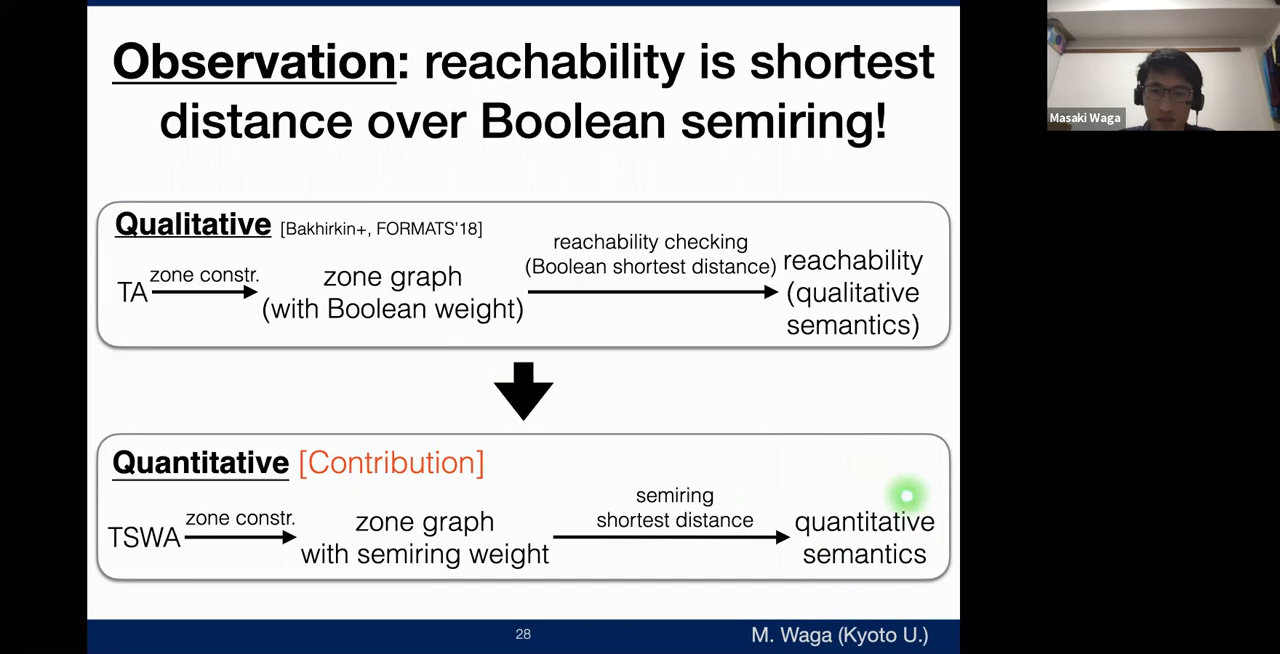 Observation: reachability is shortest
distance over Boolean semiring!
Masaki Waga
Qualitative [Bakhirkin+, FORMATS'18]
TA
zone constr.
zone graph
(with Boolean weight)
reachability checking
(Boolean shortest distance)
reachability
(qualitative
semantics)
Quantitative [Contribution]
TSWA
zone constr.
zone graph
with semiring weight
semiring
shortest distance
quantitative
semantics
28
M. Waga (Kyoto U.)